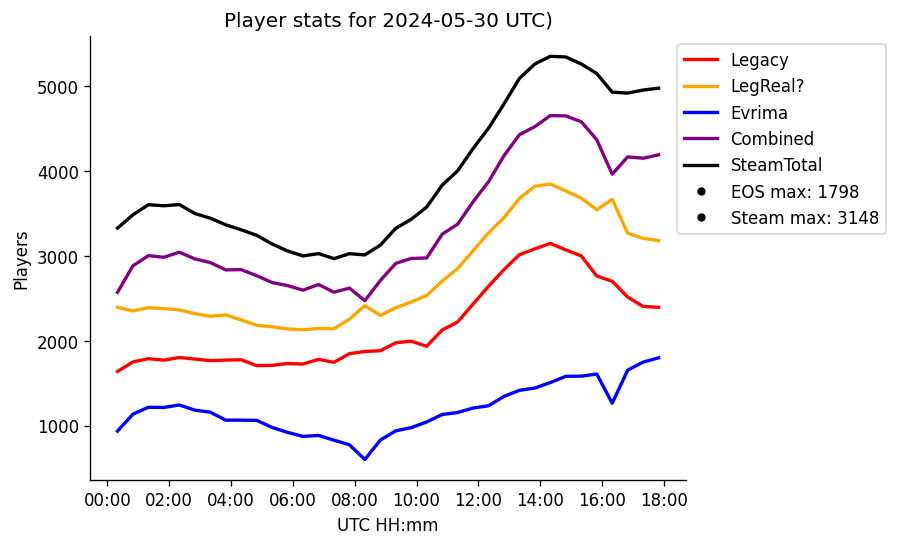 Player stats for 2024-05-30 UTC)
Legacy
LegReal?
Evrima
Combined
SteamTotal
EOS max: 1798
Steam max: 3148
Players
5000
4000
3000
2000
1000
00:00 02:00 04:00 06:00 08:00 10:00 12:00 14:00 16:00 18:00
UTC HH:mm